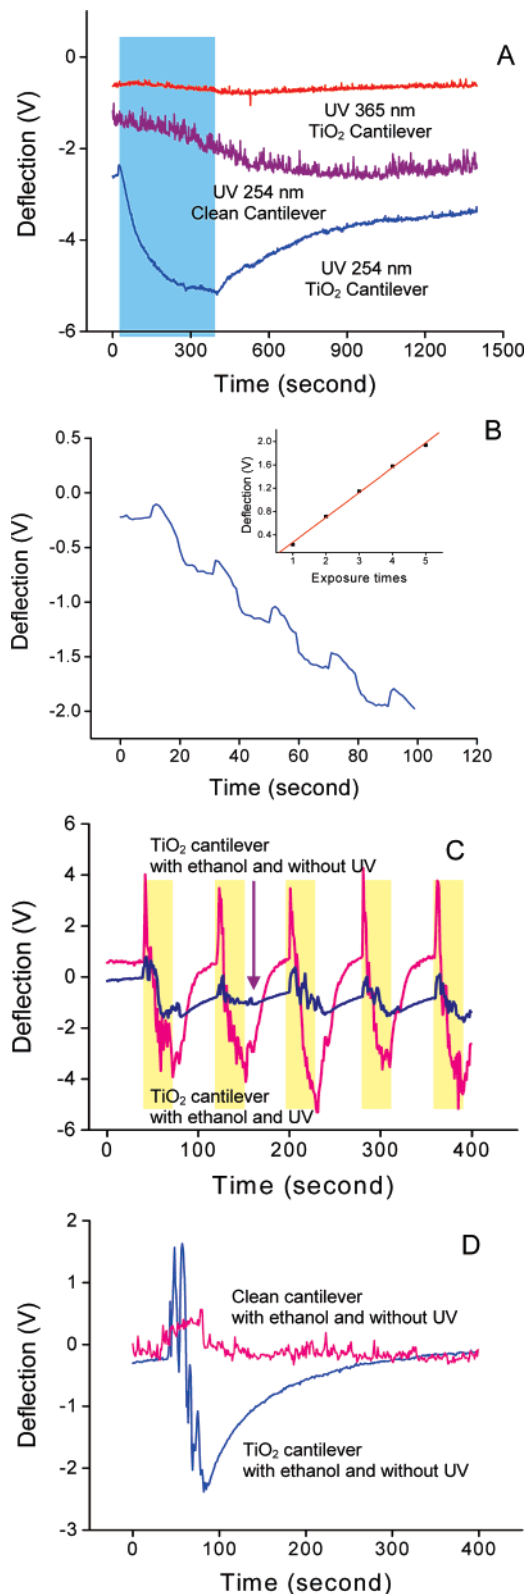 A
0
-2
-4
-6
Deflection (V)
UV 365 nm
TiO₂ Cantilever
UV 254 nm
Clean Cantilever
UV 254 nm
TiO₂ Cantilever
0 300 600 900 1200 1500
Time (second)
B
0.5
0.0
-0.5
-1.0
-1.5
-2.0
Deflection (V)
2.0
1.6
1.2
0.8
0.4
Deflection (V)
1 2 3 4 5
Exposure times
0 20 40 60 80 100 120
Time (second)
C
6
4
2
0
-2
-4
-6
Deflection (V)
TiO₂ cantilever
with ethanol and without UV
TiO₂ cantilever
with ethanol and UV
0 100 200 300 400
Time (second)
D
2
1
0
-1
-2
-3
Deflection (V)
Clean cantilever
with ethanol and without UV
TiO₂ cantilever
with ethanol and without UV
0 100 200 300 400
Time (second)